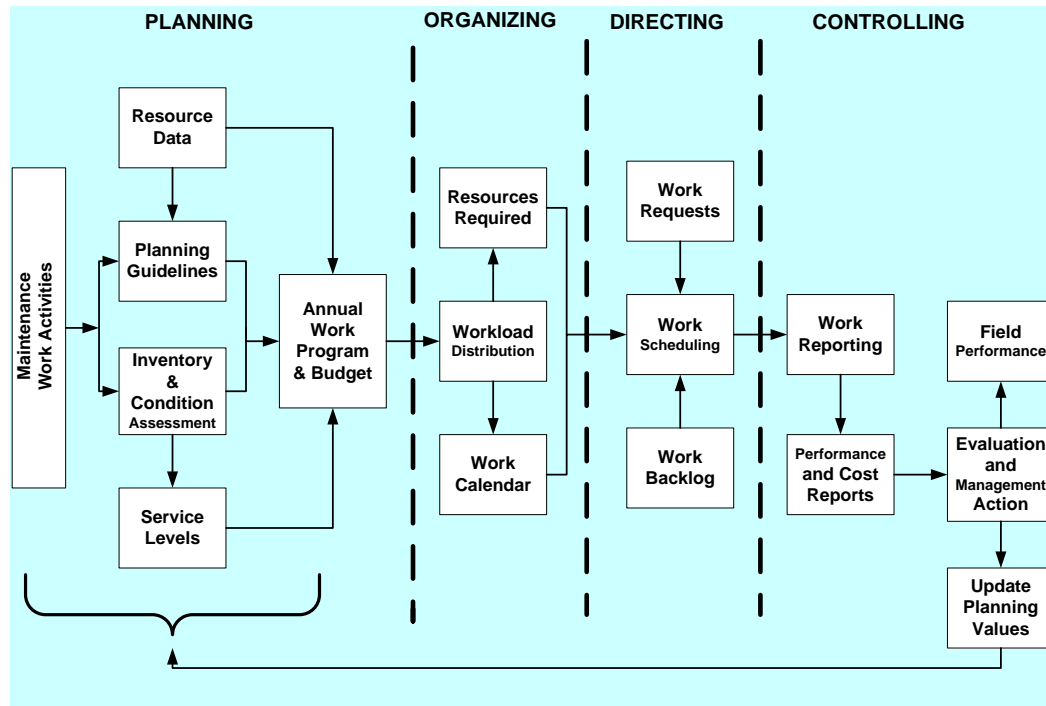 PLANNING
ORGANIZING
DIRECTING
CONTROLLING
Maintenance
Work Activities
Resource
Data
Planning
Guidelines
Inventory
&
Condition
Assessment
Service
Levels
Annual
Work
Program
& Budget
Resources
Required
Workload
Distribution
Work
Calendar
Work
Requests
Work
Scheduling
Work
Backlog
Work
Reporting
Performance
and Cost
Reports
Field
Performance
Evaluation
and
Management
Action
Update
Planning
Values